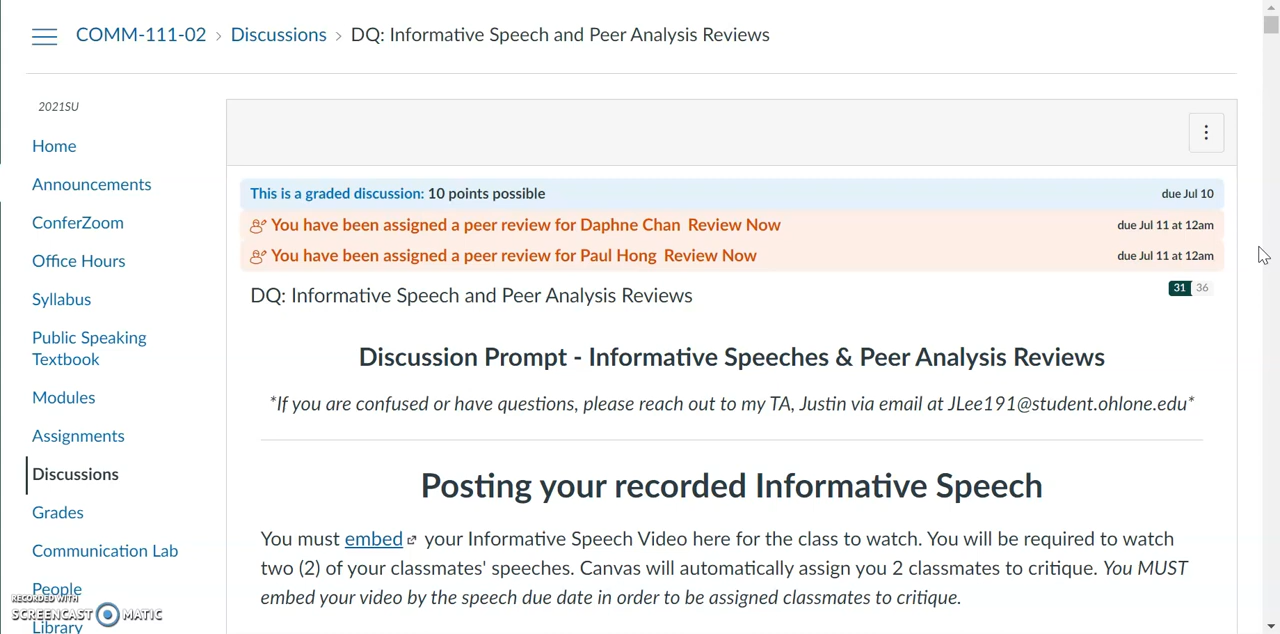 COMM-111-02 › Discussions › DQ: Informative Speech and Peer Analysis Reviews
2021SU
Home
Announcements
ConferZoom
Office Hours
Syllabus
Public Speaking
Textbook
Modules
Assignments
Discussions
Grades
Communication Lab
People
Library
RECORDED WITH
SCREENCAST MATIC
This is a graded discussion: 10 points possible due Jul 10
You have been assigned a peer review for Daphne Chan Review Now due Jul 11 at 12am
You have been assigned a peer review for Paul Hong Review Now due Jul 11 at 12am
DQ: Informative Speech and Peer Analysis Reviews 31 36
Discussion Prompt - Informative Speeches & Peer Analysis Reviews
*If you are confused or have questions, please reach out to my TA, Justin via email at JLee191@student.ohlone.edu*
Posting your recorded Informative Speech
You must embed your Informative Speech Video here for the class to watch. You will be required to watch
two (2) of your classmates' speeches. Canvas will automatically assign you 2 classmates to critique. You MUST
embed your video by the speech due date in order to be assigned classmates to critique.